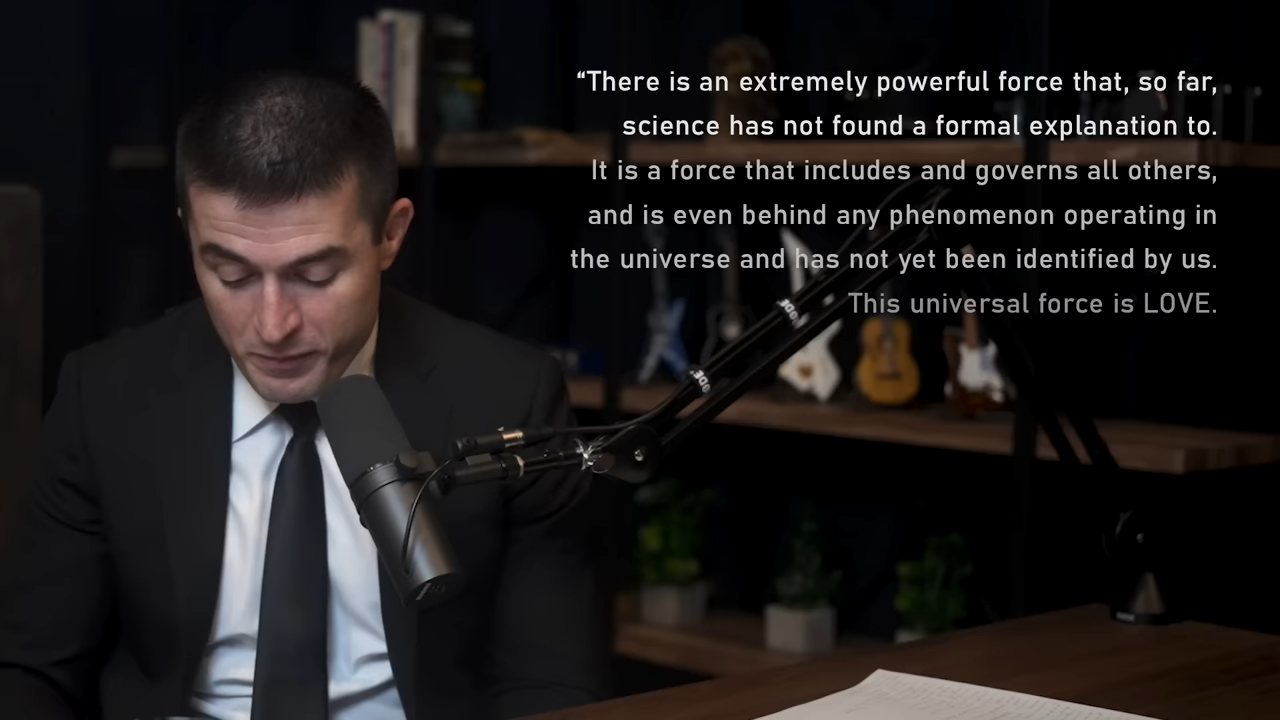 “There is an extremely powerful force that, so far,
science has not found a formal explanation to.
It is a force that includes and governs all others,
and is even behind any phenomenon operating in
the universe and has not yet been identified by us.
This universal force is LOVE.